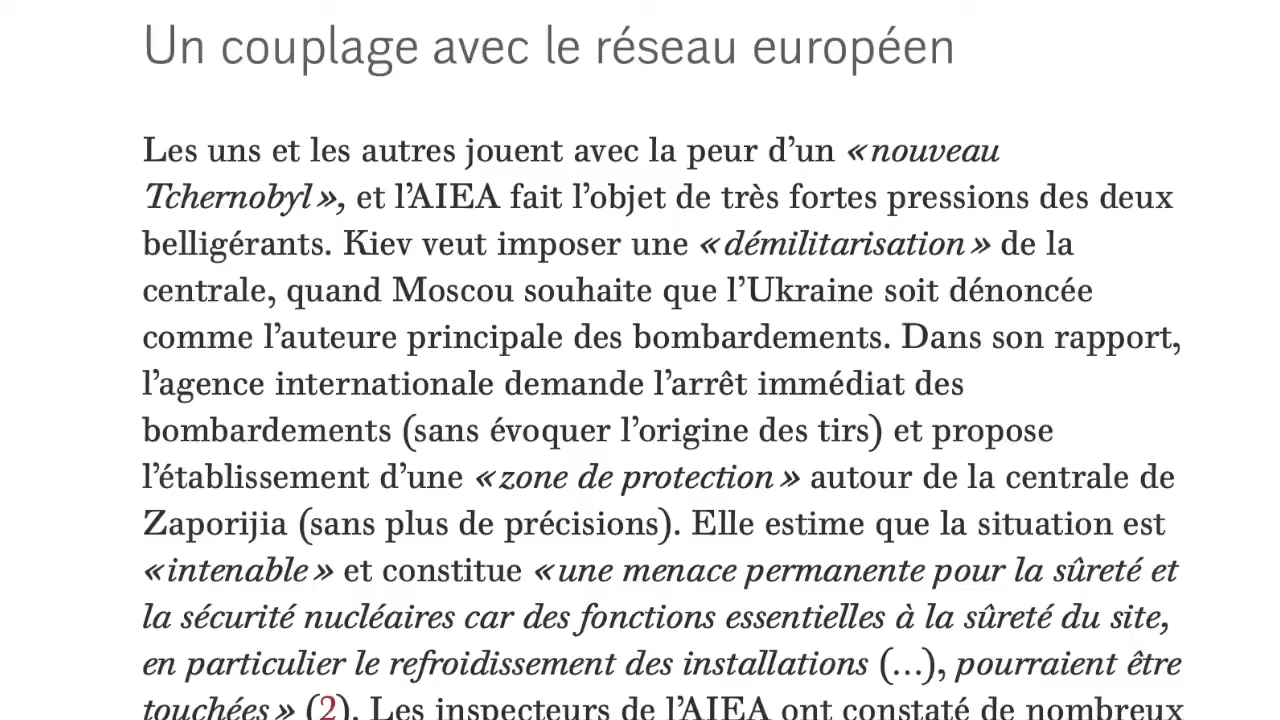 Un couplage avec le réseau européen
Les uns et les autres jouent avec la peur d’un « nouveau
Tchernobyl », et l’AIEA fait l’objet de très fortes pressions des deux
belligérants. Kiev veut imposer une « démilitarisation » de la
centrale, quand Moscou souhaite que l’Ukraine soit dénoncée
comme l’auteure principale des bombardements. Dans son rapport,
l’agence internationale demande l’arrêt immédiat des
bombardements (sans évoquer l’origine des tirs) et propose
l’établissement d’une « zone de protection » autour de la centrale de
Zaporijia (sans plus de précisions). Elle estime que la situation est
« intenable » et constitue « une menace permanente pour la sûreté et
la sécurité nucléaires car des fonctions essentielles à la sûreté du site,
en particulier le refroidissement des installations (…), pourraient être
touchées » (2). Les inspecteurs de l’AIEA ont constaté de nombreux